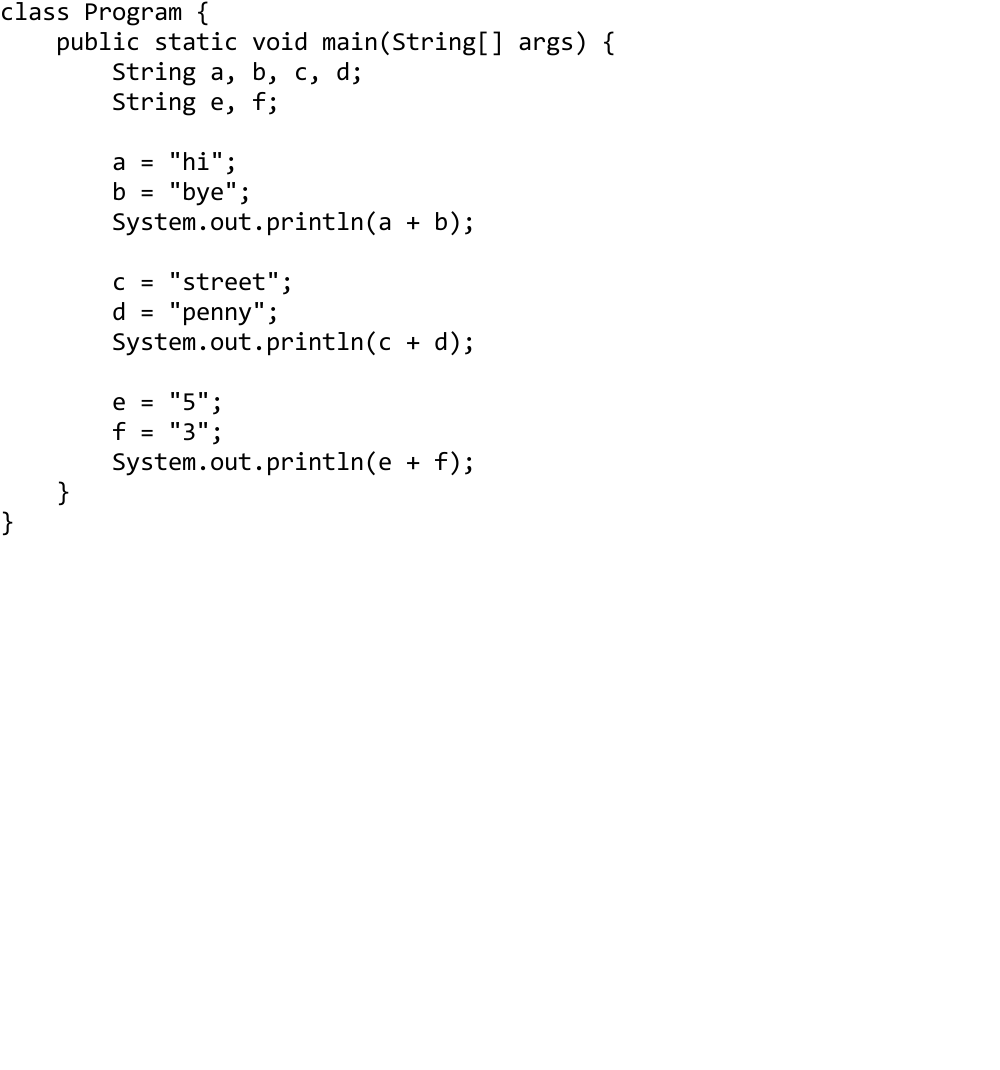 class Program {
    public static void main(String[] args) {
        String a, b, c, d;
        String e, f;

        a = "hi";
        b = "bye";
        System.out.println(a + b);

        c = "street";
        d = "penny";
        System.out.println(c + d);

        e = "5";
        f = "3";
        System.out.println(e + f);
    }
}